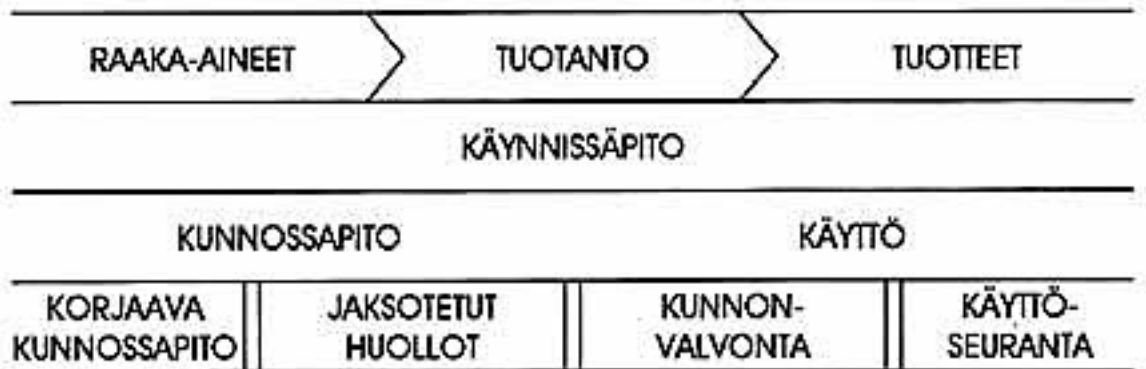 RAAKA-AINEET TUOTANTO TUOTTEET
KÄYNNISSÄPITO
KUNNOSSAPITO KÄYTTÖ
KORJAAVA JAKSOTETUT KUNNON- KÄYTTÖ-
KUNNOSSAPITO HUOLLOT VALVONTA SEURANTA